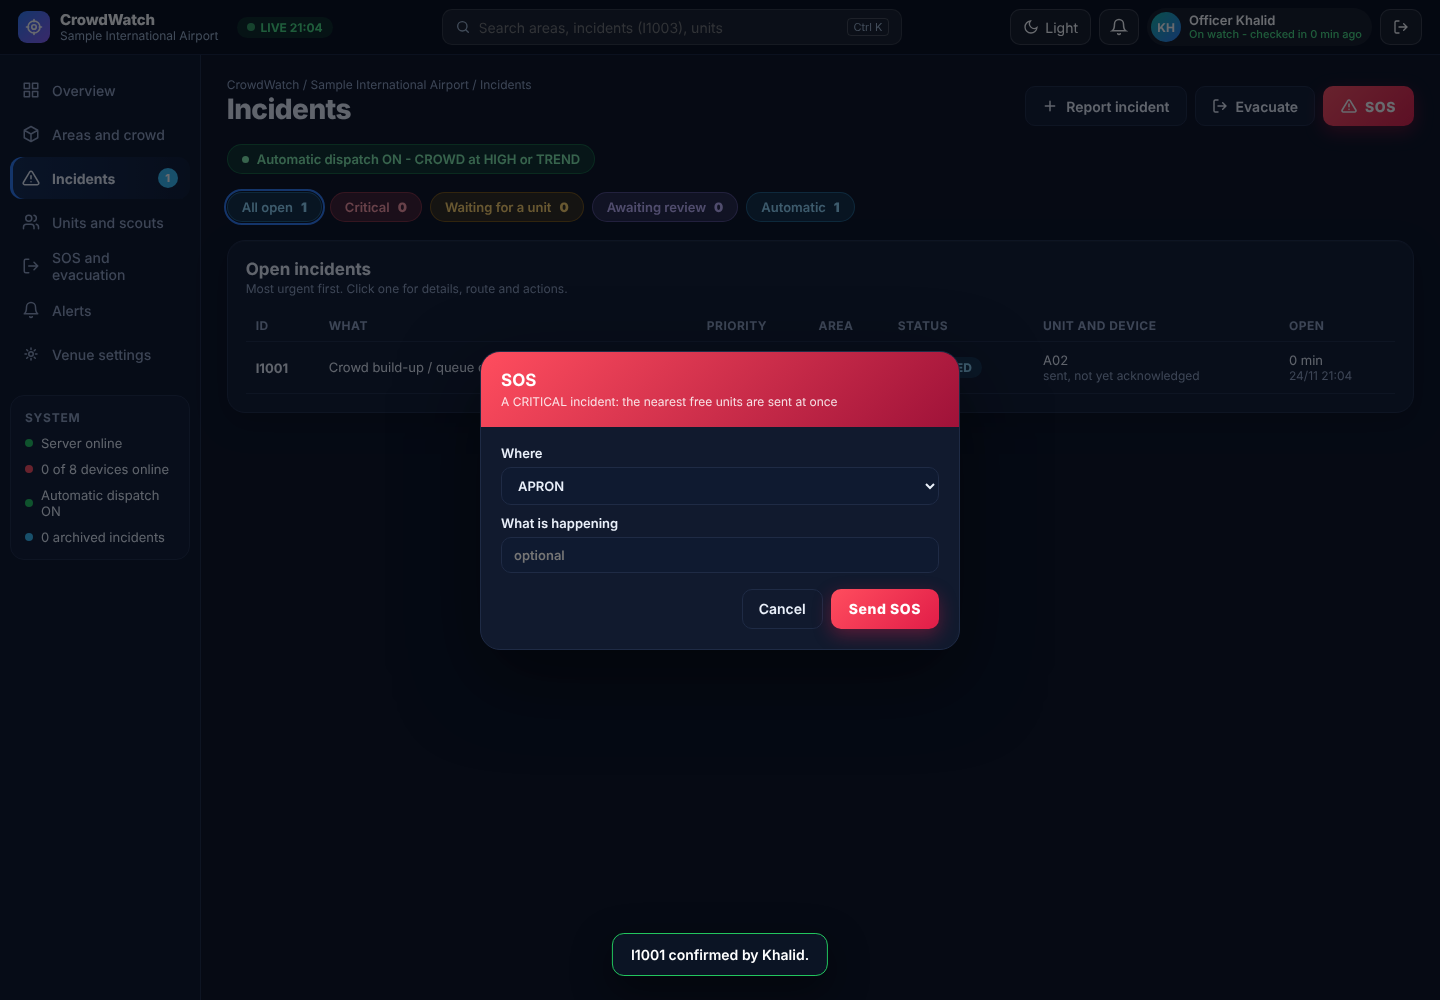 CrowdWatch
Sample International Airport
LIVE 21:04
Search areas, incidents (I1003), units
Ctrl K
Light
KH
Officer Khalid
On watch - checked in 0 min ago
Overview
Areas and crowd
Incidents 1
Units and scouts
SOS and
evacuation
Alerts
Venue settings
SYSTEM
Server online
0 of 8 devices online
Automatic dispatch
ON
0 archived incidents
CrowdWatch / Sample International Airport / Incidents
Incidents
Report incident
Evacuate
SOS
Automatic dispatch ON - CROWD at HIGH or TREND
All open 1
Critical 0
Waiting for a unit 0
Awaiting review 0
Automatic 1
Open incidents
Most urgent first. Click one for details, route and actions.
ID WHAT PRIORITY AREA STATUS UNIT AND DEVICE OPEN
I1001 Crowd build-up / queue A02 0 min
sent, not yet acknowledged 24/11 21:04
SOS
A CRITICAL incident: the nearest free units are sent at once
Where
APRON
What is happening
optional
Cancel
Send SOS
I1001 confirmed by Khalid.